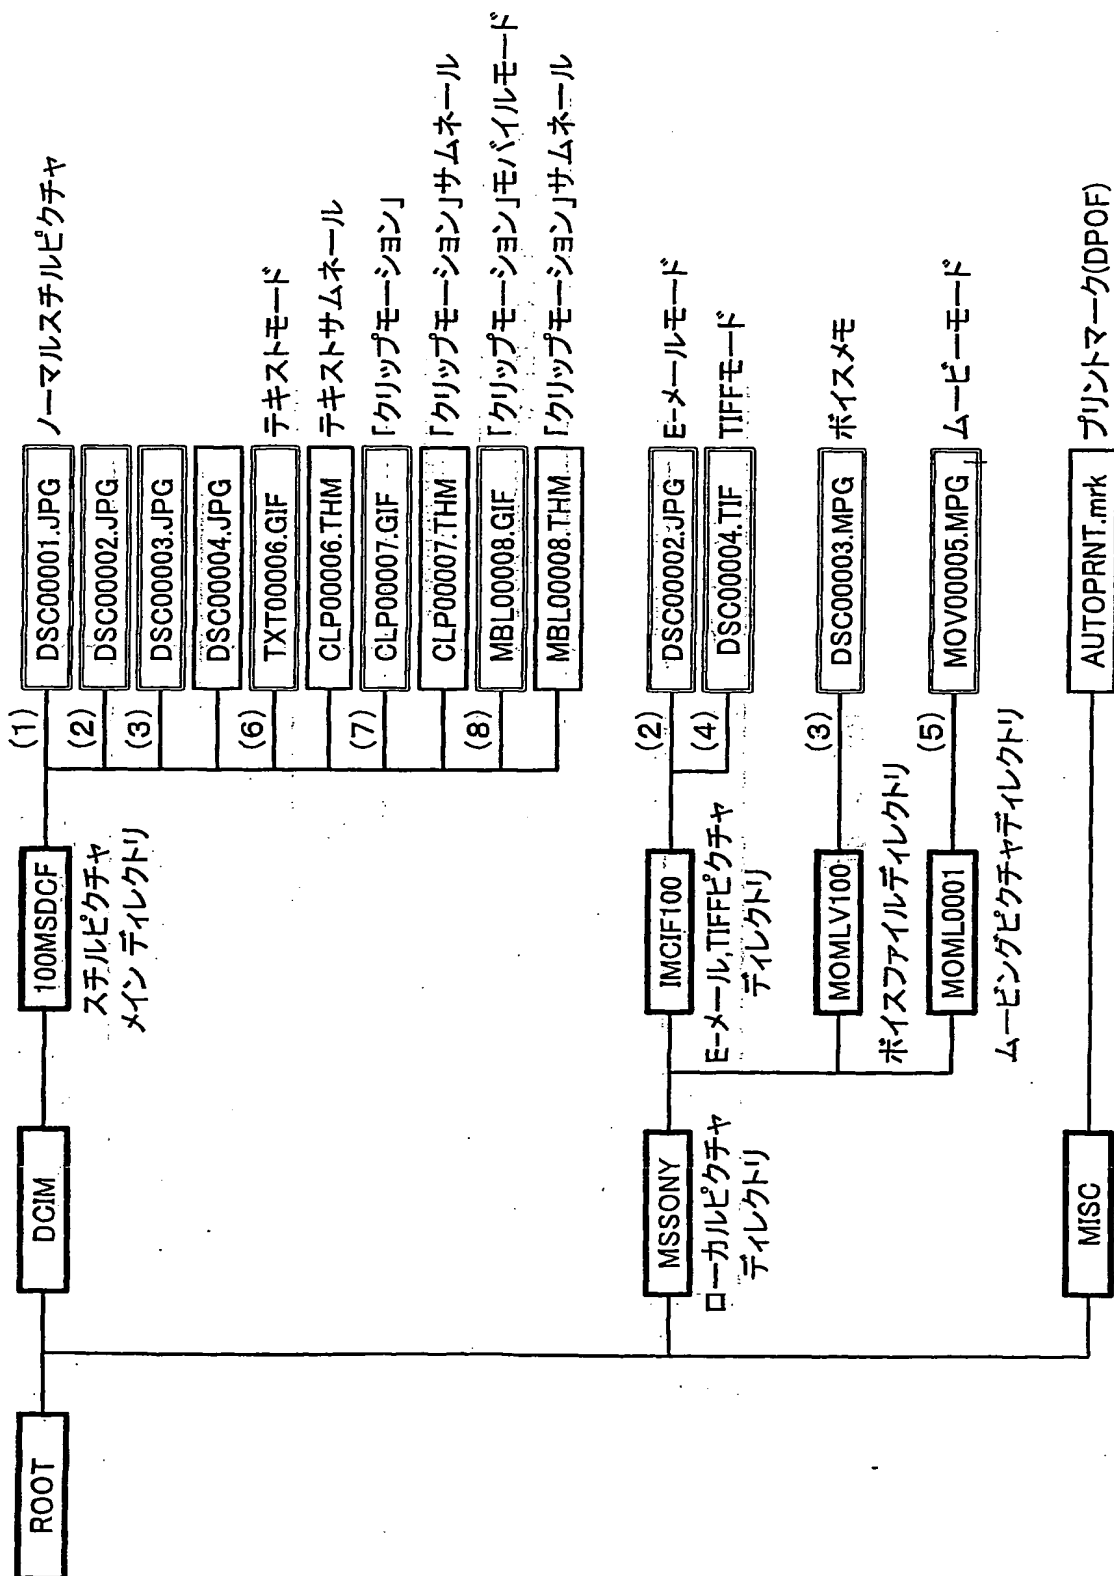 ROOT
DCIM
100MSDCF
スチルピクチャ
メイン ディレクトリ
(1)
DSC00001.JPG
ノーマルスチルピクチャ
(2)
DSC00002.JPG
(3)
DSC00003.JPG
DSC00004.JPG
(6)
TXT00006.GIF
テキストモード
CLP00006.THM
テキストサムネール
(7)
CLP00007.GIF
「クリップモーション」
CLP00007.THM
「クリップモーション」サムネール
(8)
MBL00008.GIF
「クリップモーション」モバイルモード
MBL00008.THM
「クリップモーション」サムネール
MSSONY
ローカルピクチャ
ディレクトリ
IMCIF100
E-メール,TIFFピクチャ
ディレクトリ
(2)
DSC00002.JPG
E-メールモード
(4)
DSC00004.TIF
TIFFモード
MOMLV100
ボイスファイルディレクトリ
(3)
DSC00003.MPG
ボイスメモ
MOML0001
ムービングピクチャディレクトリ
(5)
MOV00005.MPG
ムービーモード
MISC
AUTOPRNT.mrk
プリントマーク(DPOF)